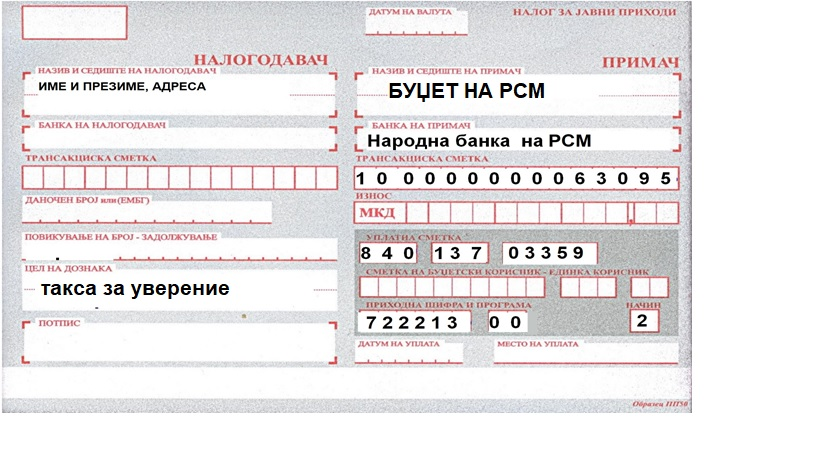 ДАТУМ НА ВАЛУТА
НАЛОГ ЗА ЈАВНИ ПРИХОДИ
НАЛОГОДАВАЧ
ПРИМАЧ
НАЗИВ И СЕДИШТЕ НА НАЛОГОДАВАЧ
НАЗИВ И СЕДИШТЕ НА ПРИМАЧ
ИМЕ И ПРЕЗИМЕ, АДРЕСА
БУЏЕТ НА РСМ
БАНКА НА НАЛОГОДАВАЧ
БАНКА НА ПРИМАЧ
Народна банка на РСМ
ТРАНСАКЦИСКА СМЕТКА
ТРАНСАКЦИСКА СМЕТКА
1 0 0 0 0 0 0 0 0 0 6 3 0 9 5
ДАНОЧЕН БРОЈ или(ЕМБГ)
ИЗНОС
МКД ,
ПОВИКУВАЊЕ НА БРОЈ - ЗАДОЛЖУВАЊЕ
УПЛАТНА СМЕТКА
8 4 0 1 3 7 0 3 3 5 9
ЦЕЛ НА ДОЗНАКА
СМЕТКА НА БУЏЕТСКИ КОРИСНИК - ЕДИНКА КОРИСНИК
такса за уверение
ПРИХОДНА ШИФРА И ПРОГРАМА
НАЧИН
7 2 2 2 1 3 0 0 2
ПОТПИС
ДАТУМ НА УПЛАТА
МЕСТО НА УПЛАТА
Образец ПП50